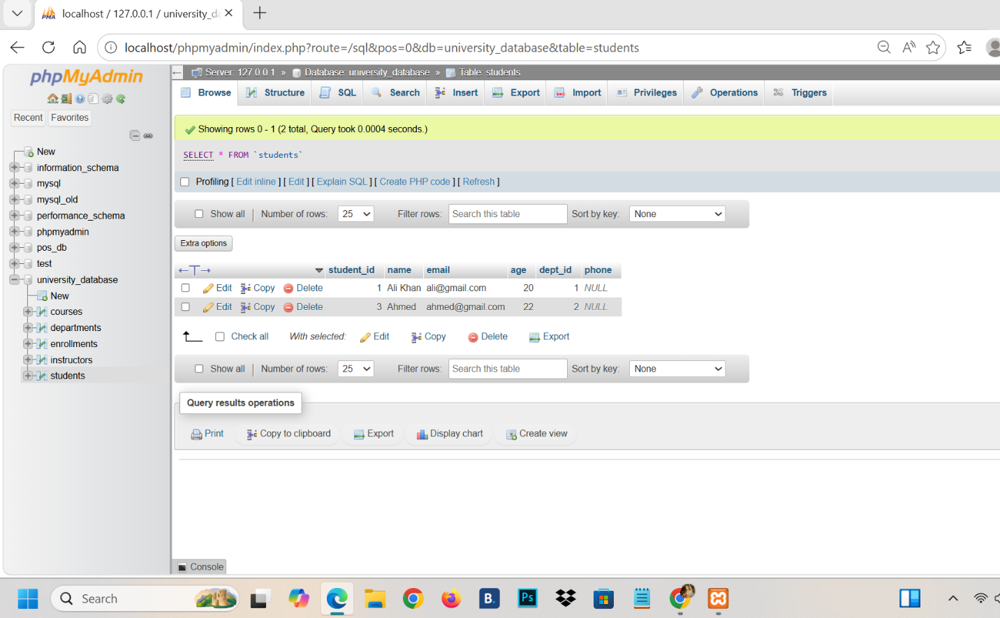 localhost / 127.0.0.1 / university_da
localhost/phpmyadmin/index.php?route=/sql&pos=0&db=university_database&table=students
phpMyAdmin
Recent Favorites
New
information_schema
mysql
mysql_old
performance_schema
phpmyadmin
pos_db
test
university_database
New
courses
departments
enrollments
instructors
students
Server: 127.0.0.1 » Database: university_database » Table: students
Browse Structure SQL Search Insert Export Import Privileges Operations Triggers
Showing rows 0 - 1 (2 total, Query took 0.0004 seconds.)
SELECT * FROM `students`
Profiling [ Edit inline ] [ Edit ] [ Explain SQL ] [ Create PHP code ] [ Refresh ]
Show all | Number of rows: 25 Filter rows: Search this table Sort by key: None
Extra options
student_id name email age dept_id phone
Edit Copy Delete 1 Ali Khan ali@gmail.com 20 1 NULL
Edit Copy Delete 3 Ahmed ahmed@gmail.com 22 2 NULL
Check all With selected: Edit Copy Delete Export
Show all | Number of rows: 25 Filter rows: Search this table Sort by key: None
Query results operations
Print Copy to clipboard Export Display chart Create view
Console
Search
B.
Ps